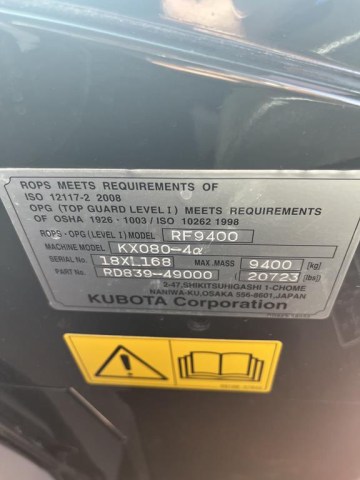 ROPS MEETS REQUIREMENTS OF
ISO 12117-2 2008
OPG (TOP GUARD LEVEL I) MEETS REQUIREMENTS
OF OSHA 1926 · 1003 / ISO 10262 1998
ROPS · OPG (LEVEL I) MODEL RF9400
MACHINE MODEL KX080-4α
SERIAL No. 18XL168 MAX. MASS 9400 [kg]
PART No. RD839-49000 ( 20723 [lbs])
2-47, SHIKITSUHIGASHI 1-CHOME
NANIWA-KU, OSAKA 556-8601, JAPAN
KUBOTA Corporation